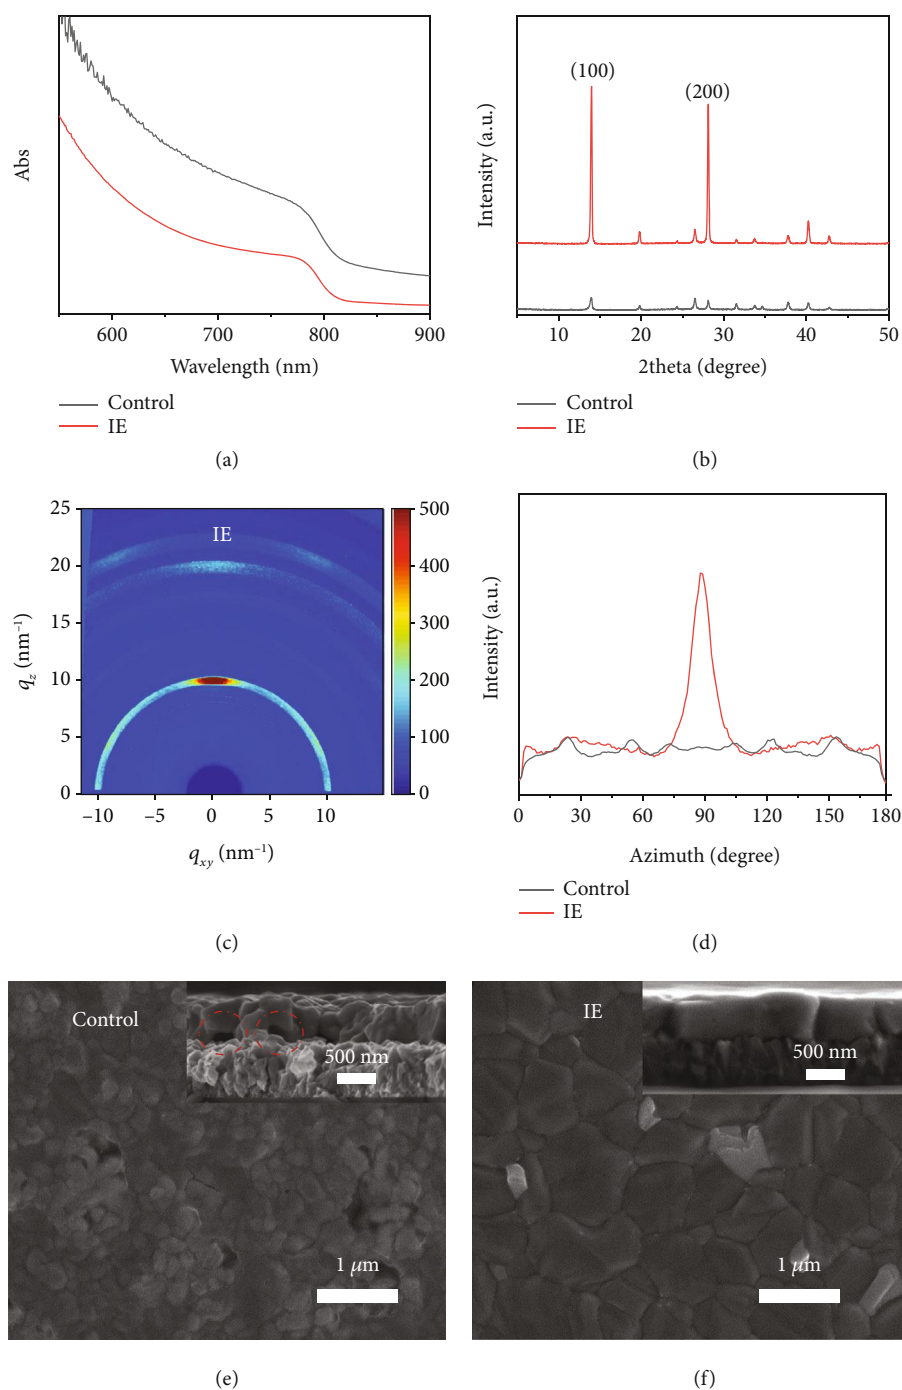 Abs
600
700
800
900
Wavelength (nm)
Control
IE
(a)
Intensity (a.u.)
(100)
(200)
10
20
30
40
50
2theta (degree)
Control
IE
(b)
25
20
15
10
5
0
q_z (nm⁻¹)
IE
−10
−5
0
5
10
q_xy (nm⁻¹)
500
400
300
200
100
0
(c)
Intensity (a.u.)
0
30
60
90
120
150
180
Azimuth (degree)
Control
IE
(d)
Control
500 nm
1 μm
(e)
IE
500 nm
1 μm
(f)